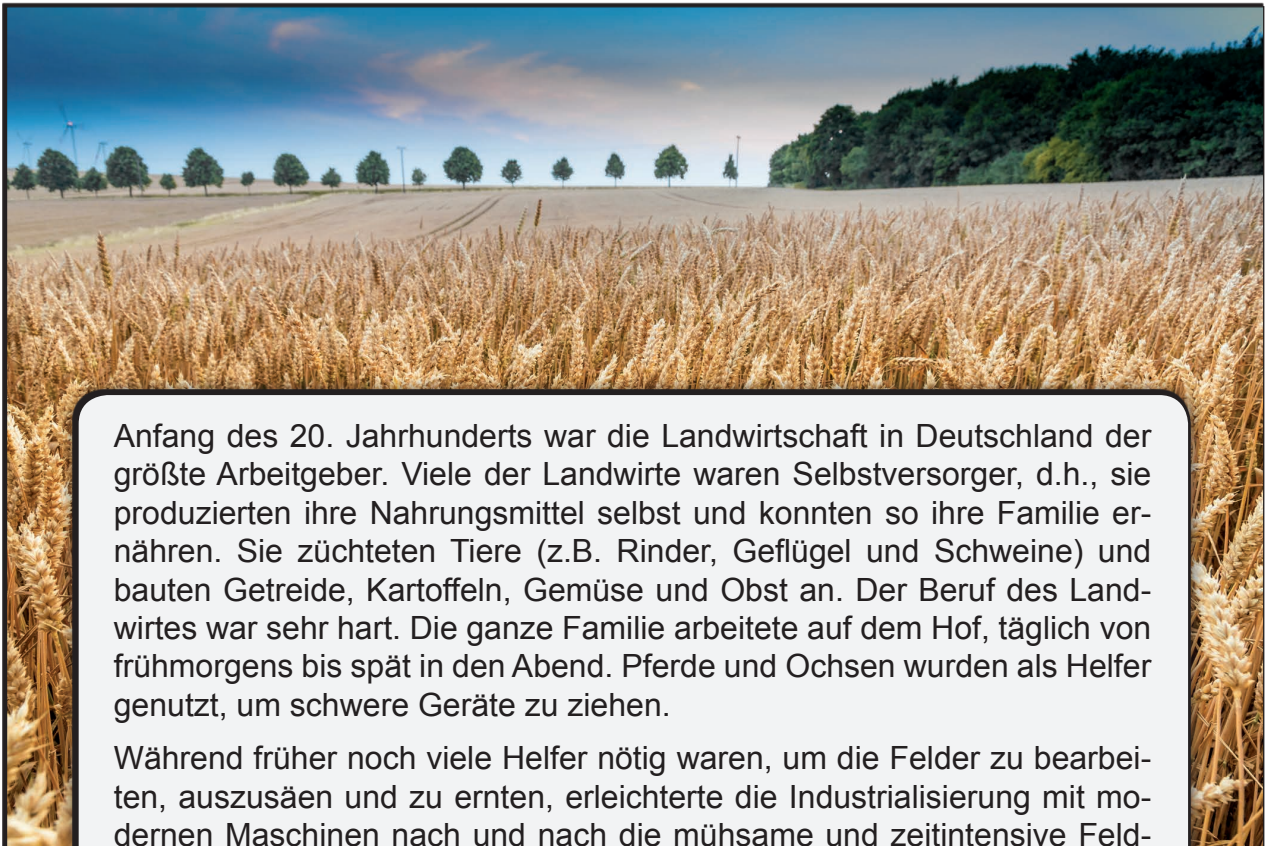 Anfang des 20. Jahrhunderts war die Landwirtschaft in Deutschland der
größte Arbeitgeber. Viele der Landwirte waren Selbstversorger, d.h., sie
produzierten ihre Nahrungsmittel selbst und konnten so ihre Familie er-
nähren. Sie züchteten Tiere (z.B. Rinder, Geflügel und Schweine) und
bauten Getreide, Kartoffeln, Gemüse und Obst an. Der Beruf des Land-
wirtes war sehr hart. Die ganze Familie arbeitete auf dem Hof, täglich von
frühmorgens bis spät in den Abend. Pferde und Ochsen wurden als Helfer
genutzt, um schwere Geräte zu ziehen.
Während früher noch viele Helfer nötig waren, um die Felder zu bearbei-
ten, auszusäen und zu ernten, erleichterte die Industrialisierung mit mo-
dernen Maschinen nach und nach die mühsame und zeitintensive Feld-